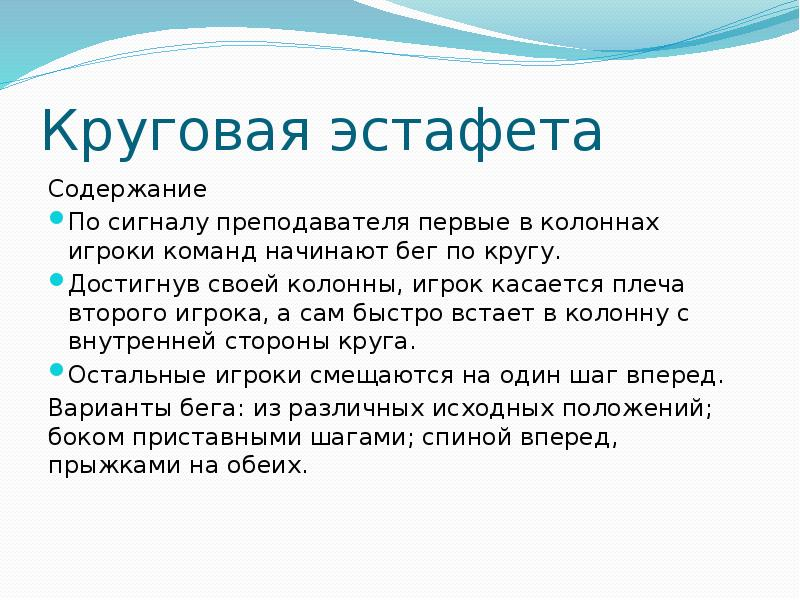 Круговая эстафета
Содержание
По сигналу преподавателя первые в колоннах
игроки команд начинают бег по кругу.
Достигнув своей колонны, игрок касается плеча
второго игрока, а сам быстро встает в колонну с
внутренней стороны круга.
Остальные игроки смещаются на один шаг вперед.
Варианты бега: из различных исходных положений;
боком приставными шагами; спиной вперед,
прыжками на обеих.